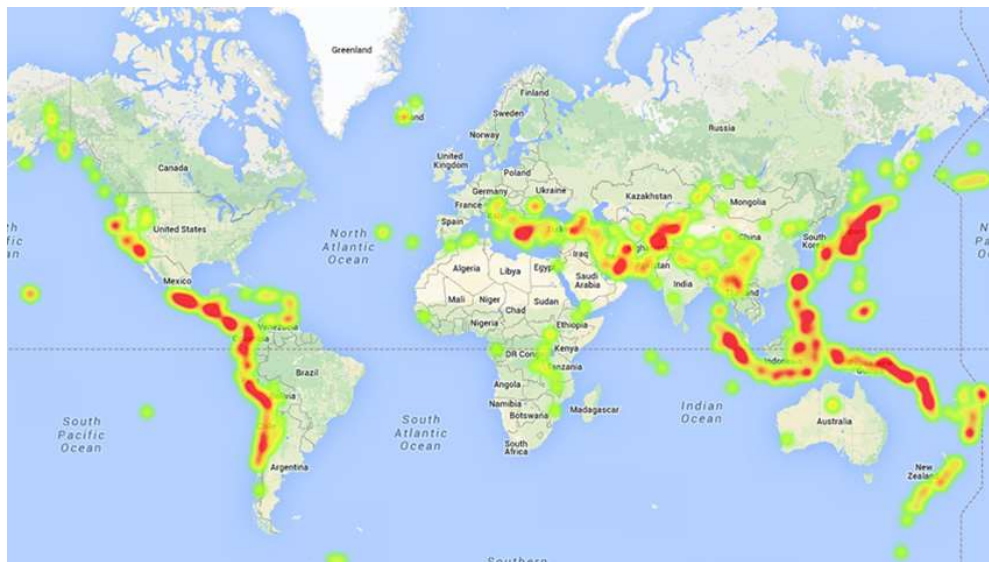 Greenland
Finland
Sweden
Norway
Russia
Canada
United
Kingdom
Poland
Germany
Ukraine
Kazakhstan
Mongolia
France
Spain
United States
North
Atlantic
Ocean
China
South
Iraq
Algeria
Libya
Egypt
Saudi
Arabia
India
Mexico
Mali
Niger
Sudan
Chad
Nigeria
Ethiopia
Venezuela
DR Congo
Kenya
Tanzania
Brazil
Angola
Namibia
Botswana
Madagascar
Indian
Ocean
Australia
South
Pacific
Ocean
South
Atlantic
Ocean
South
Africa
Argentina
New
Zealand
Southern